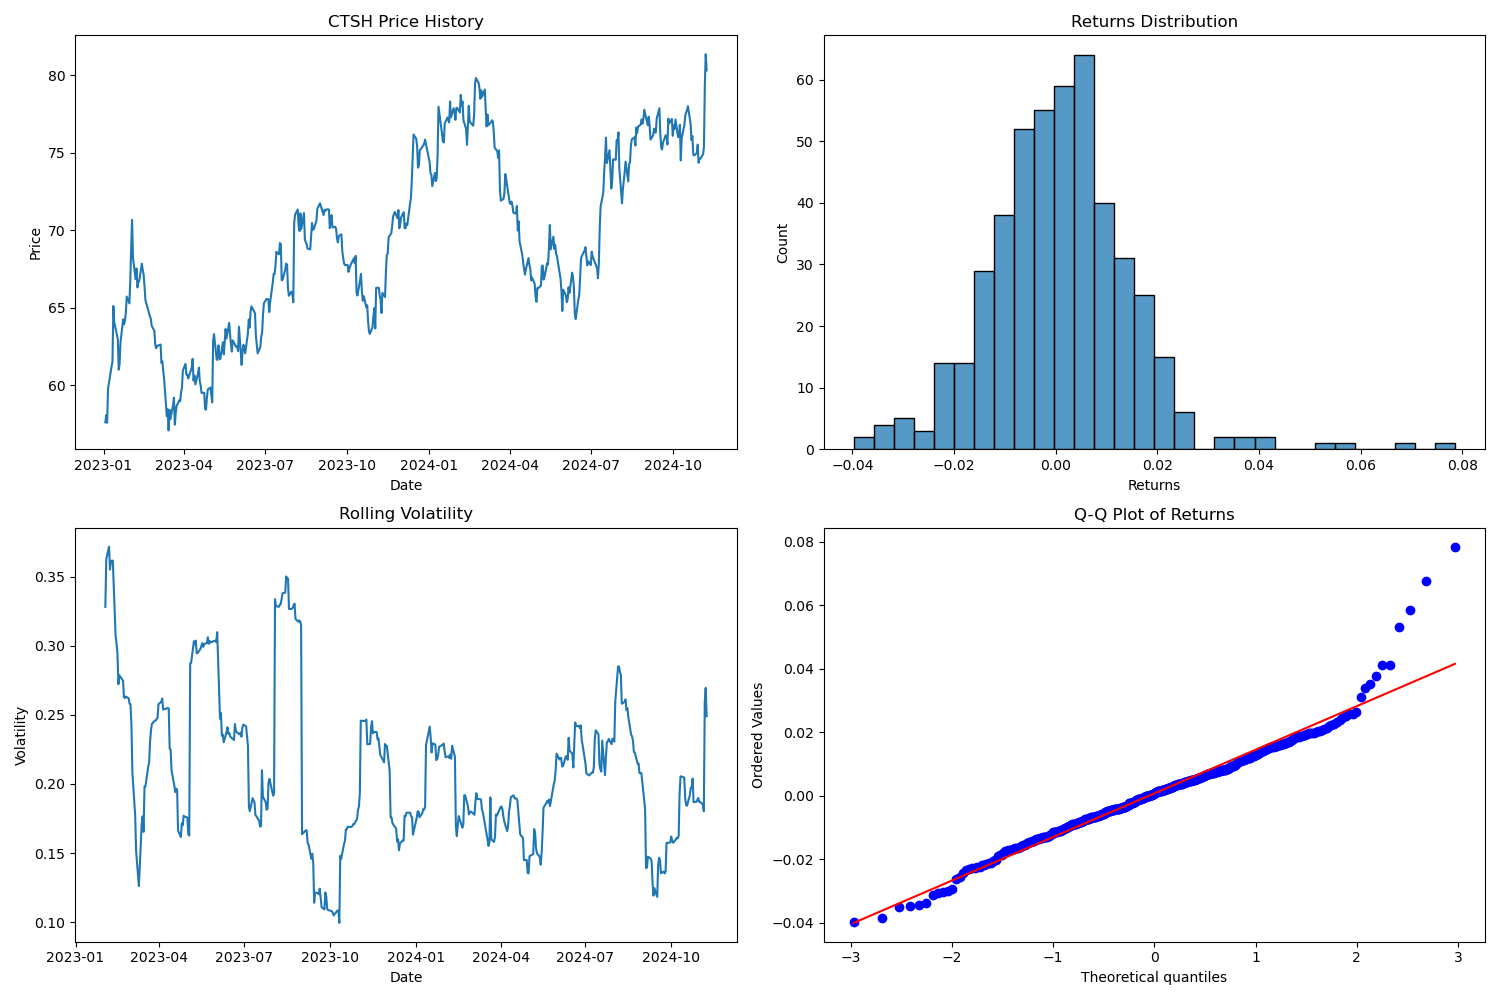 CTSH Price History
Price
80
75
70
65
60
2023-01 2023-04 2023-07 2023-10 2024-01 2024-04 2024-07 2024-10
Date
Returns Distribution
Count
60
50
40
30
20
10
0
−0.04 −0.02 0.00 0.02 0.04 0.06 0.08
Returns
Rolling Volatility
Volatility
0.35
0.30
0.25
0.20
0.15
0.10
2023-01 2023-04 2023-07 2023-10 2024-01 2024-04 2024-07 2024-10
Date
Q-Q Plot of Returns
Ordered Values
0.08
0.06
0.04
0.02
0.00
−0.02
−0.04
−3 −2 −1 0 1 2 3
Theoretical quantiles